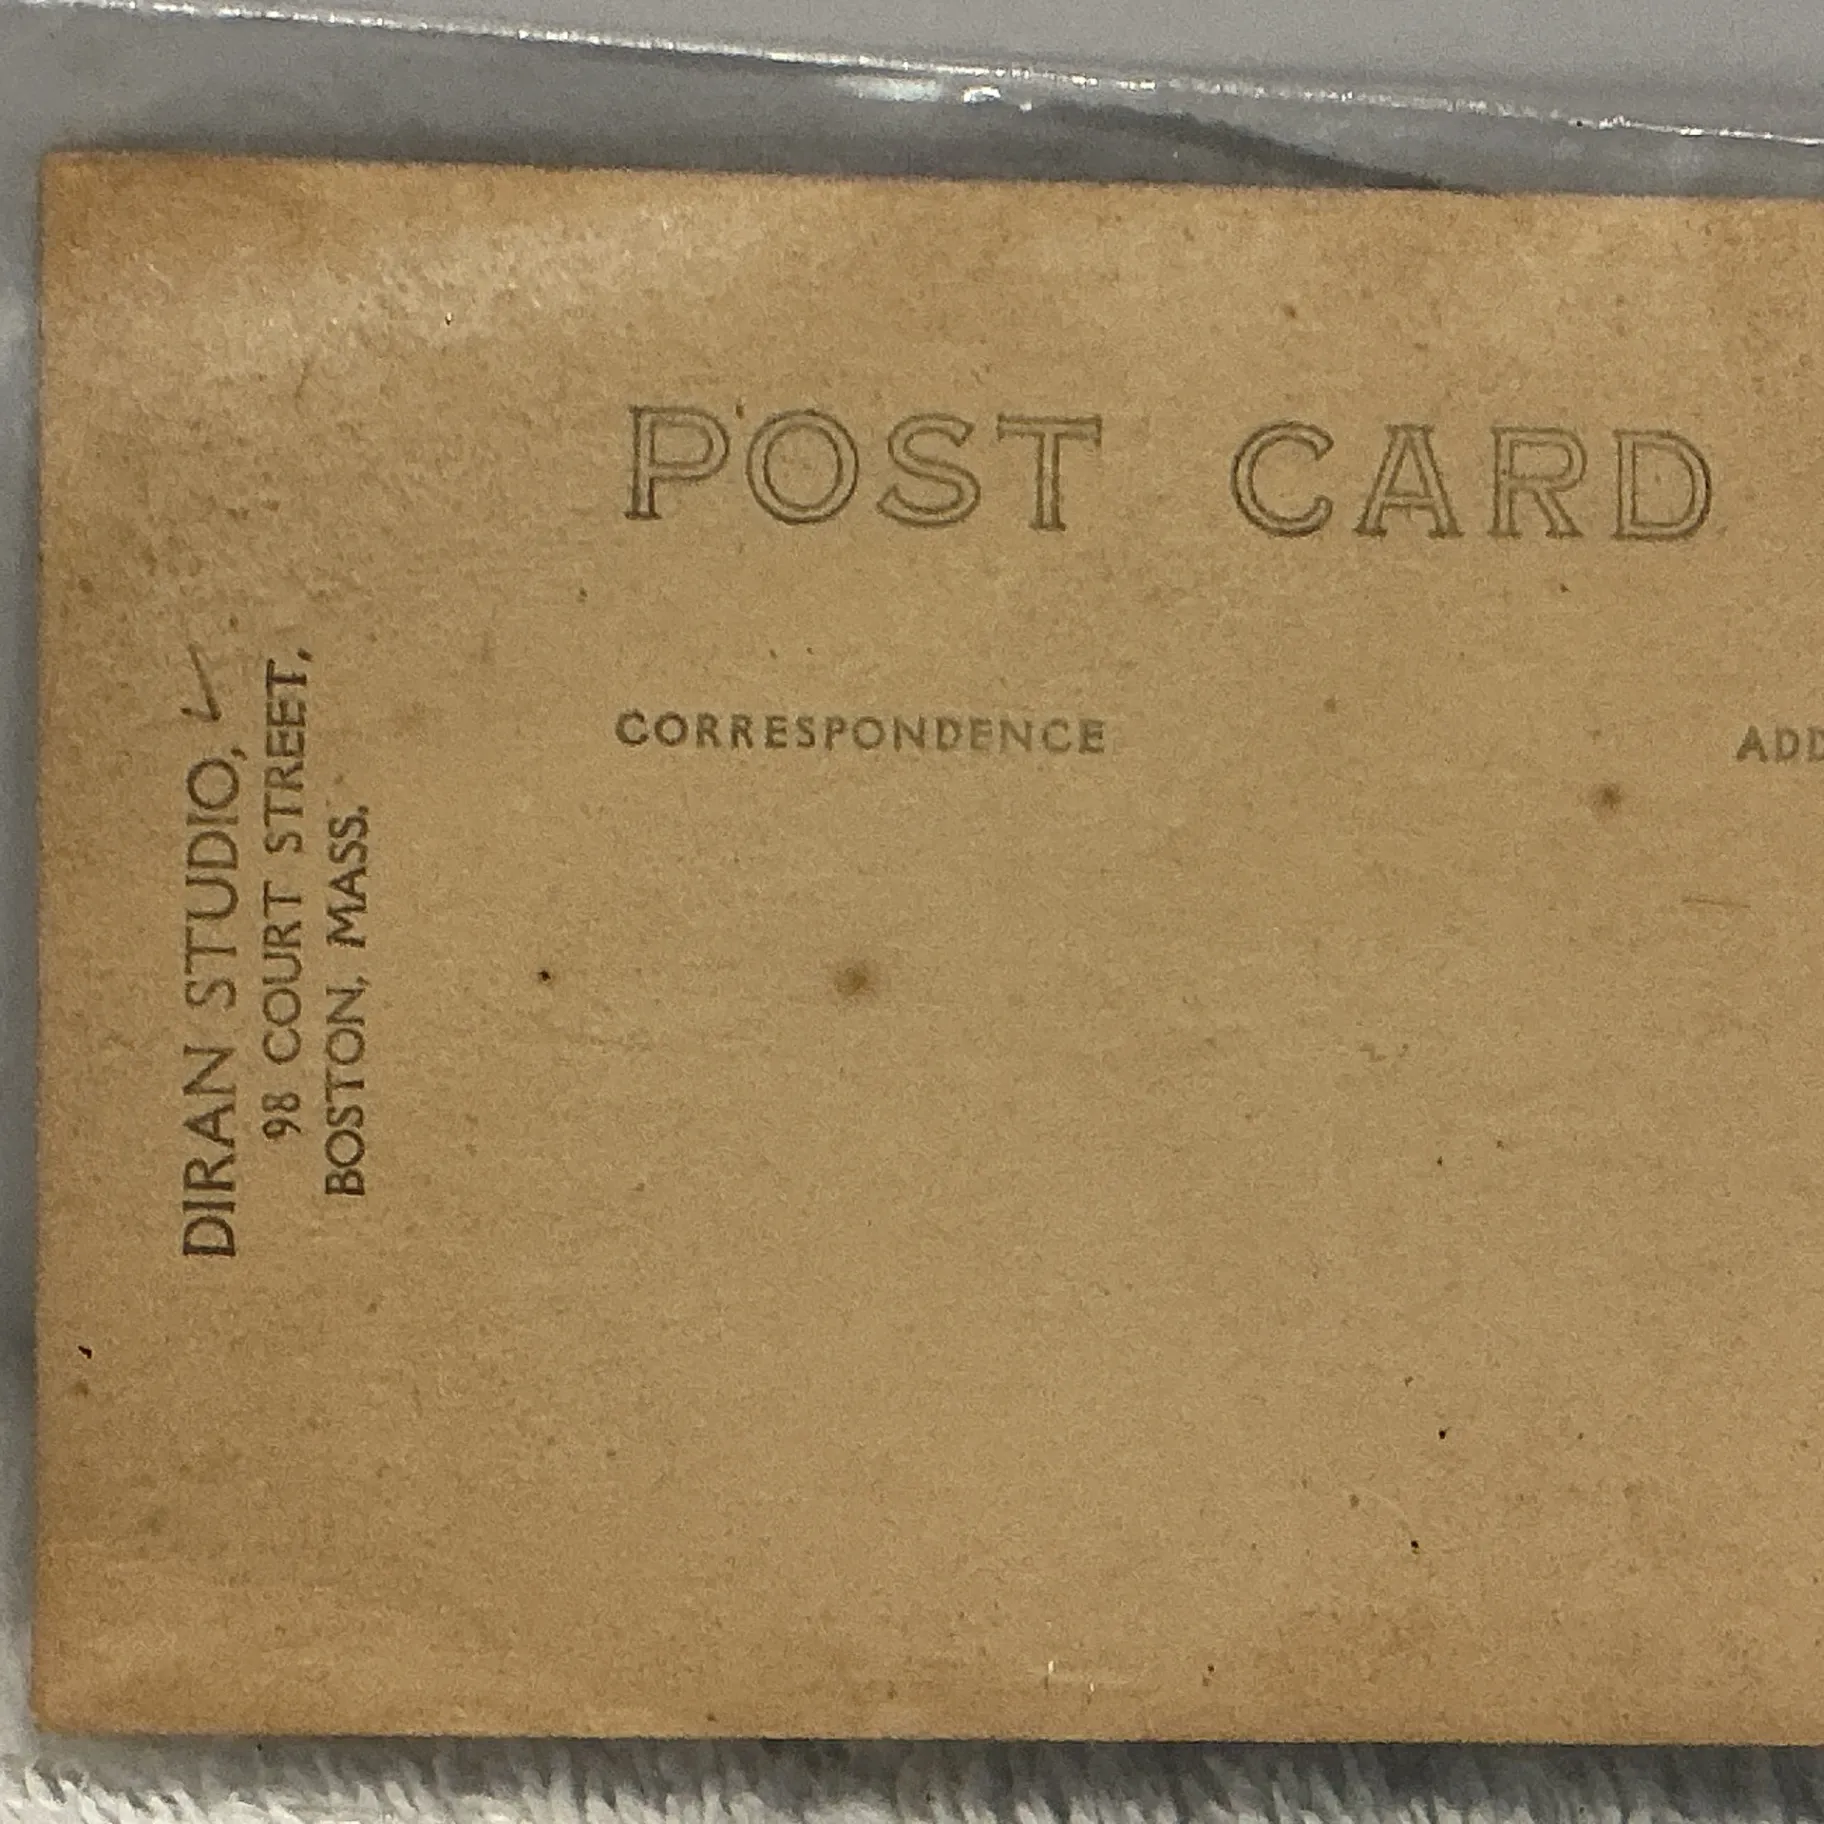 POST CARD
CORRESPONDENCE
ADD
DIRAN STUDIO,
98 COURT STREET,
BOSTON, MASS.